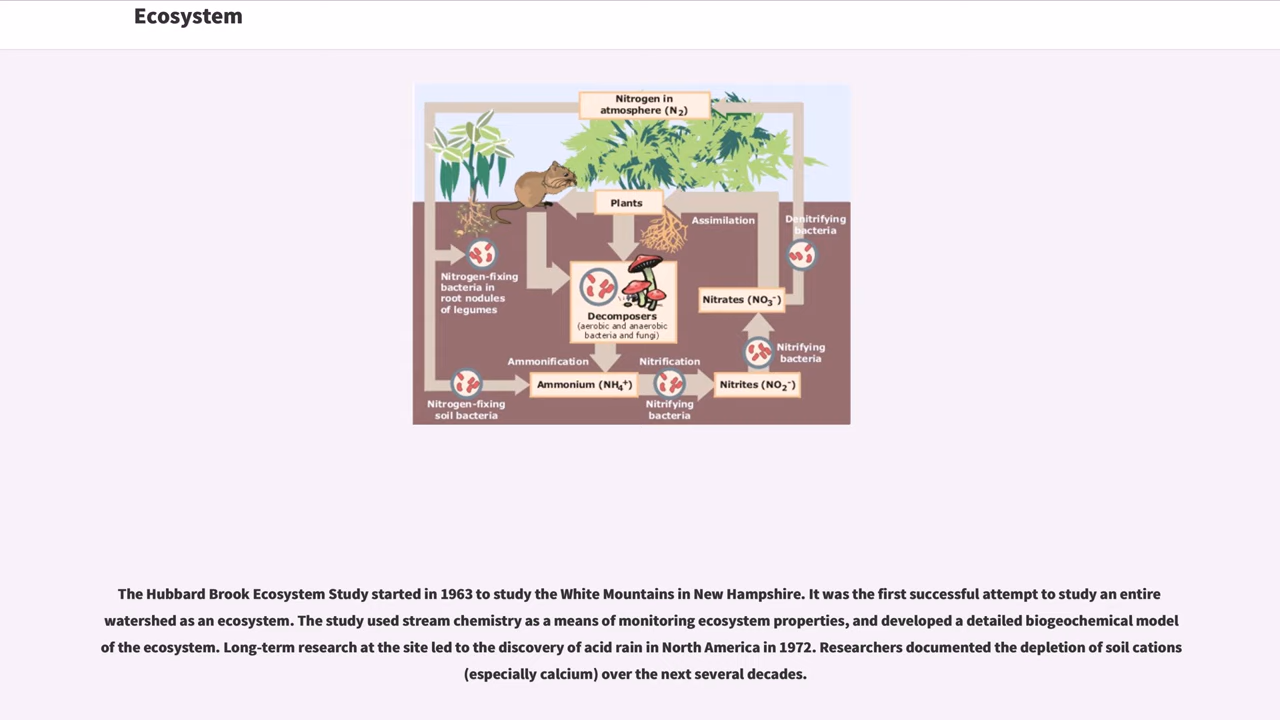 Ecosystem
Nitrogen in
atmosphere (N₂)
Plants
Assimilation
Denitrifying
bacteria
Nitrogen-fixing
bacteria in
root nodules
of legumes
Nitrates (NO₃⁻)
Decomposers
(aerobic and anaerobic
bacteria and fungi)
Nitrifying
bacteria
Ammonification
Nitrification
Ammonium (NH₄⁺)
Nitrites (NO₂⁻)
Nitrogen-fixing
soil bacteria
Nitrifying
bacteria
The Hubbard Brook Ecosystem Study started in 1963 to study the White Mountains in New Hampshire. It was the first successful attempt to study an entire
watershed as an ecosystem. The study used stream chemistry as a means of monitoring ecosystem properties, and developed a detailed biogeochemical model
of the ecosystem. Long-term research at the site led to the discovery of acid rain in North America in 1972. Researchers documented the depletion of soil cations
(especially calcium) over the next several decades.